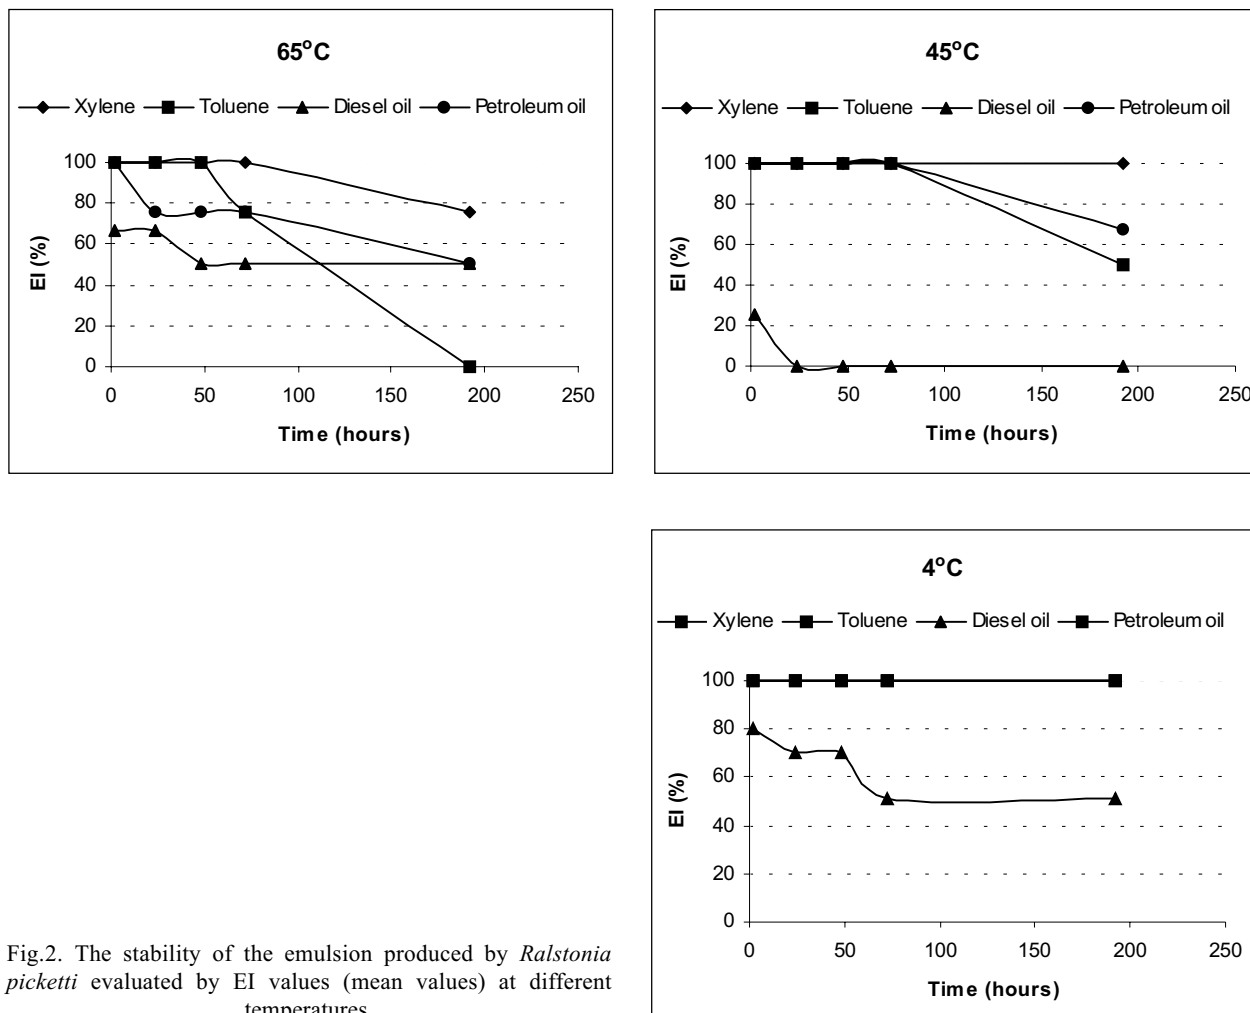 65°C
Xylene Toluene Diesel oil Petroleum oil
100
80
60
40
20
0
EI (%)
0 50 100 150 200 250
Time (hours)
45°C
Xylene Toluene Diesel oil Petroleum oil
100
80
60
40
20
0
EI (%)
0 50 100 150 200 250
Time (hours)
4°C
Xylene Toluene Diesel oil Petroleum oil
100
80
60
40
20
0
EI (%)
0 50 100 150 200 250
Time (hours)
Fig.2. The stability of the emulsion produced by Ralstonia
picketti evaluated by EI values (mean values) at different
temperatures